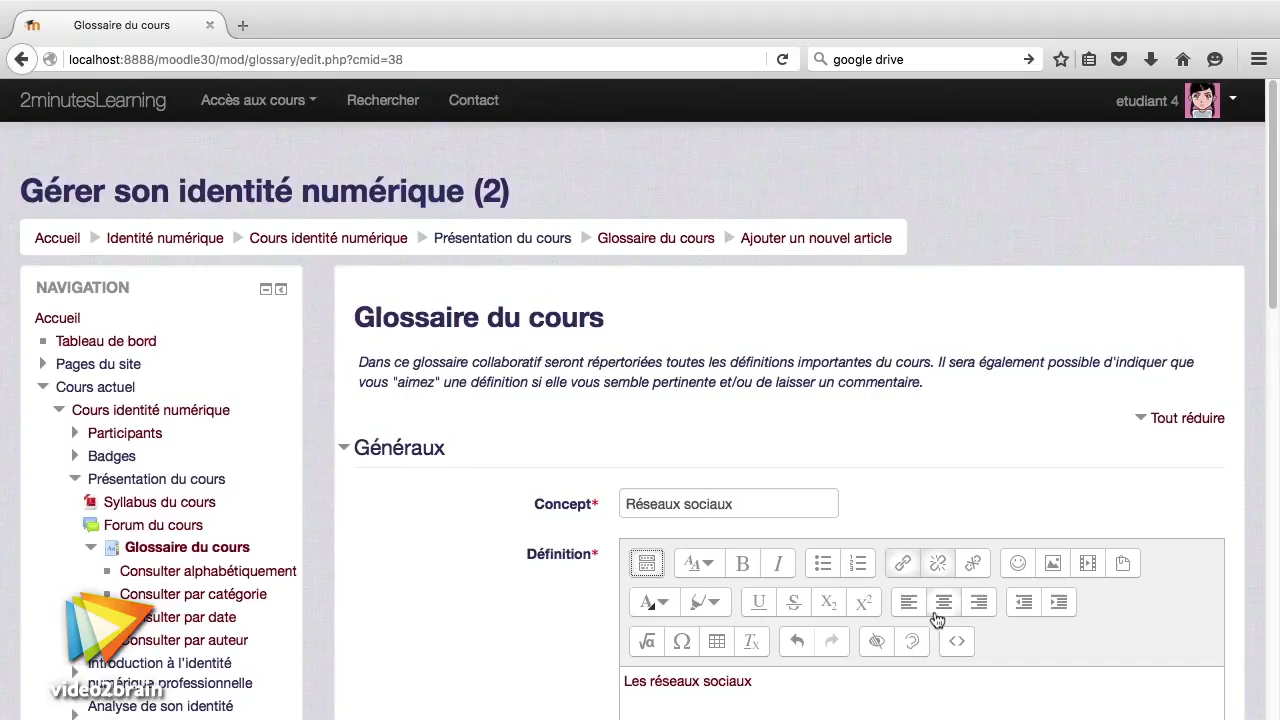 Glossaire du cours
localhost:8888/moodle30/mod/glossary/edit.php?cmid=38
google drive
2minutesLearning
Accès aux cours
Rechercher
Contact
etudiant 4
Gérer son identité numérique (2)
Accueil
Identité numérique
Cours identité numérique
Présentation du cours
Glossaire du cours
Ajouter un nouvel article
NAVIGATION
Accueil
Tableau de bord
Pages du site
Cours actuel
Cours identité numérique
Participants
Badges
Présentation du cours
Syllabus du cours
Forum du cours
Glossaire du cours
Consulter alphabétiquement
Consulter par catégorie
par date
par auteur
Introduction à l'identité
numérique professionnelle
Analyse de son identité
video2brain
Glossaire du cours
Dans ce glossaire collaboratif seront répertoriées toutes les définitions importantes du cours. Il sera également possible d'indiquer que
vous "aimez" une définition si elle vous semble pertinente et/ou de laisser un commentaire.
Tout réduire
Généraux
Concept*
Réseaux sociaux
Définition*
Les réseaux sociaux